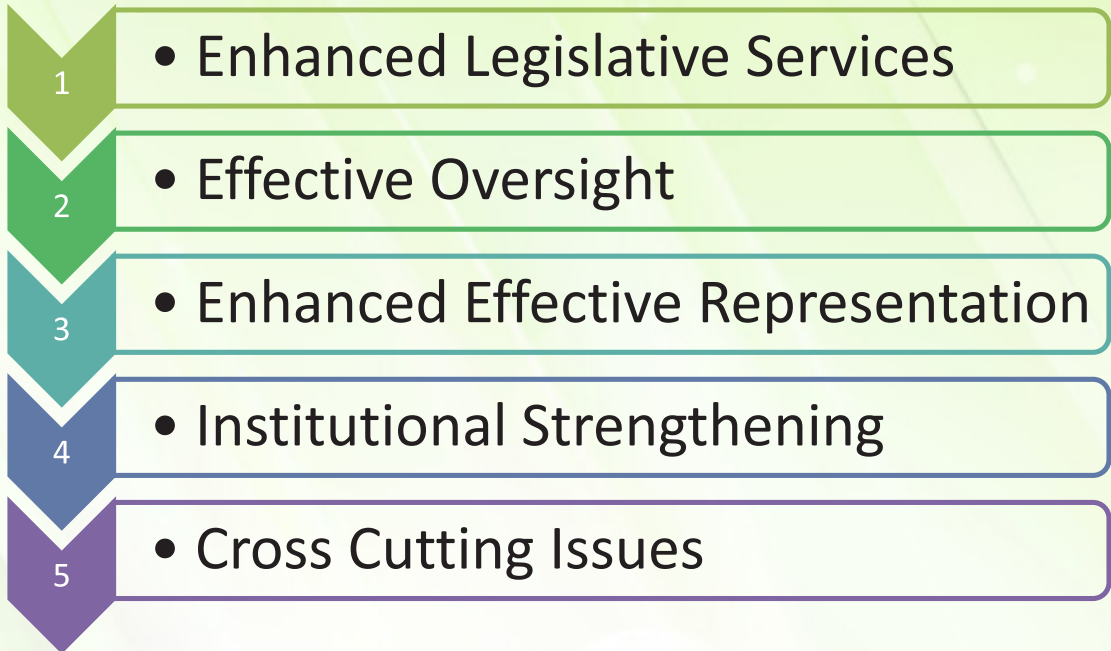 1 • Enhanced Legislative Services
2 • Effective Oversight
3 • Enhanced Effective Representation
4 • Institutional Strengthening
5 • Cross Cutting Issues